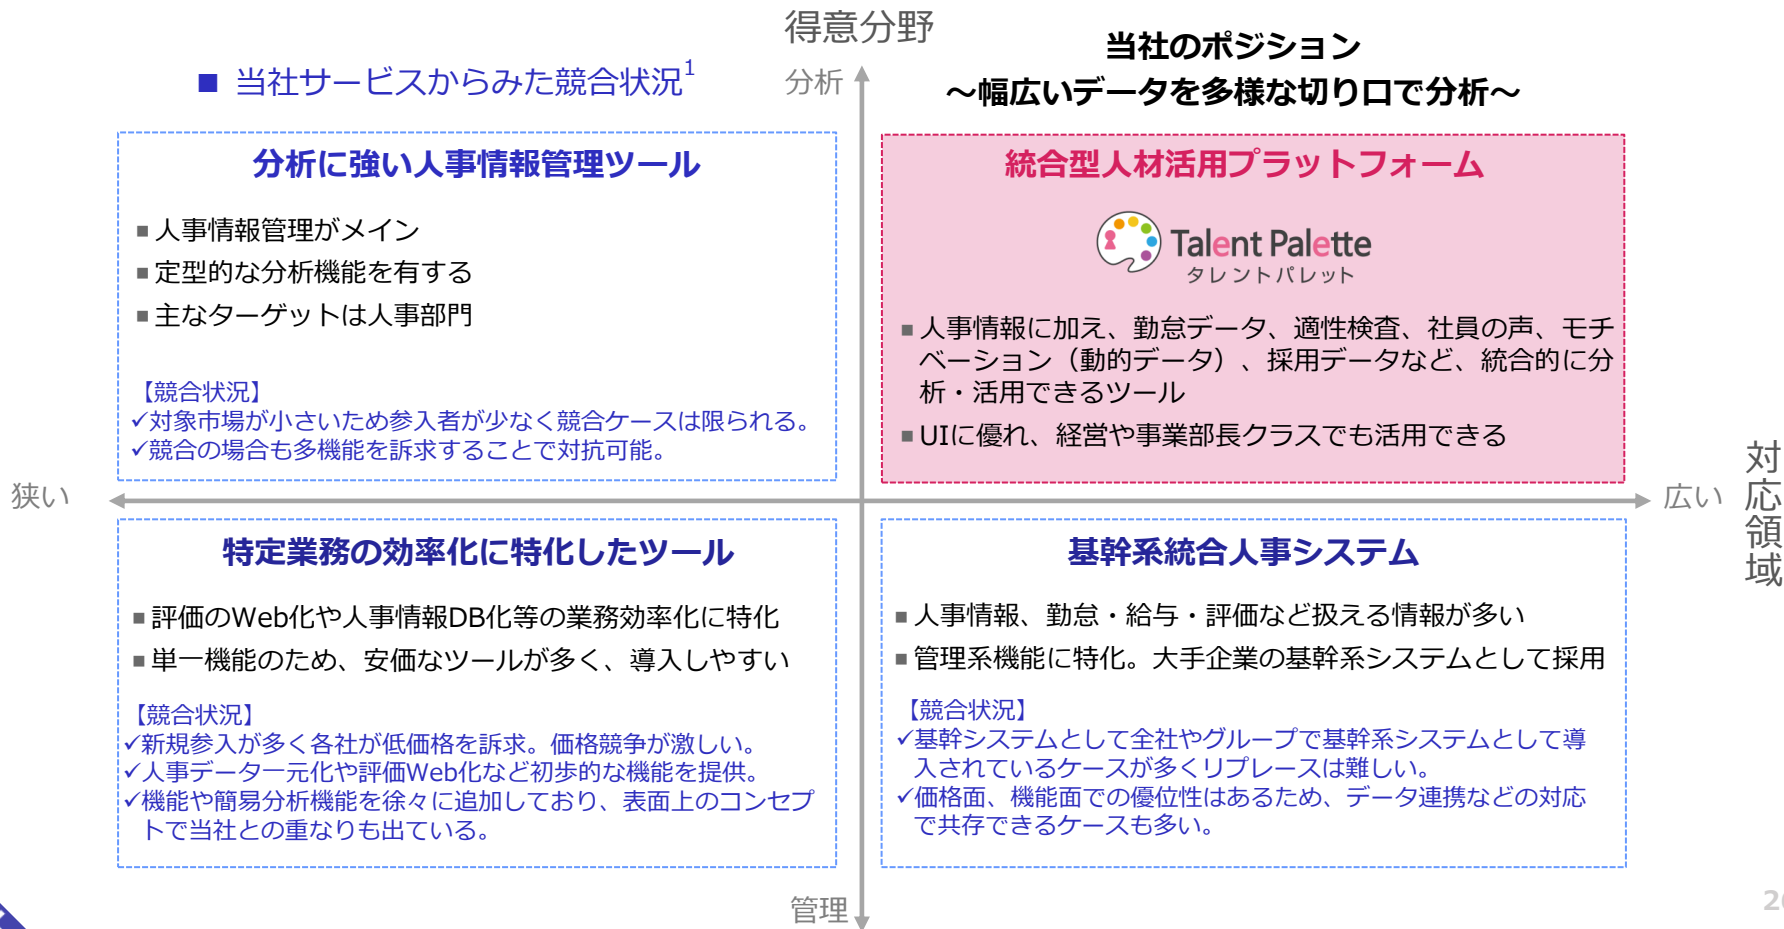 得意分野
当社のポジション
～幅広いデータを多様な切り口で分析～
■ 当社サービスからみた競合状況1
分析
分析に強い人事情報管理ツール
■人事情報管理がメイン
■定型的な分析機能を有する
■主なターゲットは人事部門
【競合状況】
✓対象市場が小さいため参入者が少なく競合ケースは限られる。
✓競合の場合も多機能を訴求することで対抗可能。
統合型人材活用プラットフォーム
Talent Palette
タレントパレット
■人事情報に加え、勤怠データ、適性検査、社員の声、モチ
ベーション（動的データ）、採用データなど、統合的に分
析・活用できるツール
■UIに優れ、経営や事業部長クラスでも活用できる
狭い
広い
対応領域
特定業務の効率化に特化したツール
■評価のWeb化や人事情報DB化等の業務効率化に特化
■単一機能のため、安価なツールが多く、導入しやすい
【競合状況】
✓新規参入が多く各社が低価格を訴求。価格競争が激しい。
✓人事データ一元化や評価Web化など初歩的な機能を提供。
✓機能や簡易分析機能を徐々に追加しており、表面上のコンセプ
トで当社との重なりも出ている。
基幹系統合人事システム
■人事情報、勤怠・給与・評価など扱える情報が多い
■管理系機能に特化。大手企業の基幹系システムとして採用
【競合状況】
✓基幹システムとして全社やグループで基幹系システムとして導
入されているケースが多くリプレースは難しい。
✓価格面、機能面での優位性はあるため、データ連携などの対応
で共存できるケースも多い。
管理